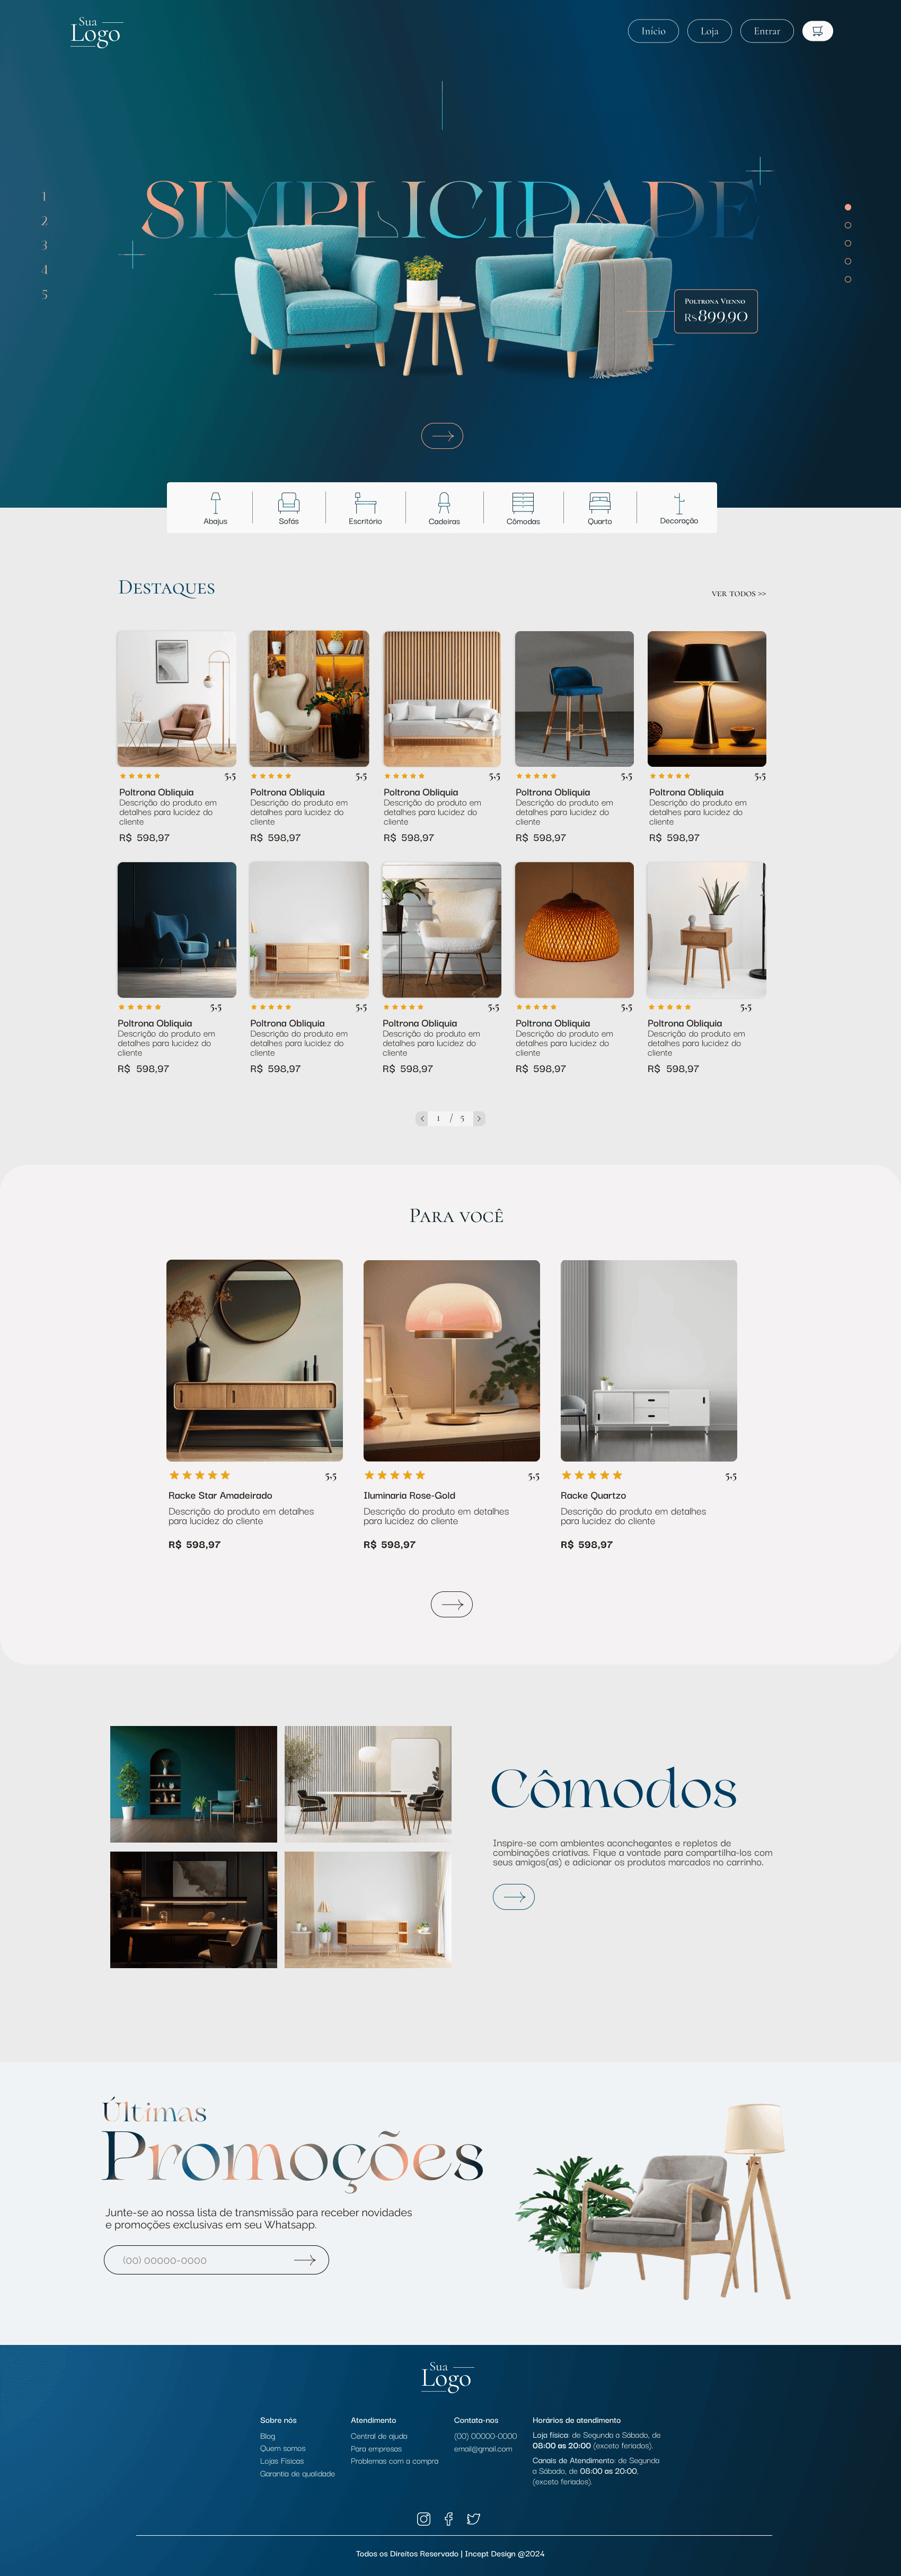 Sua
Logo
Início
Loja
Entrar
SIMPLICIDADE
1
2
3
4
5
Poltrona Vienno
R$899,90
Abajus
Sofás
Escritório
Cadeiras
Cômodas
Quarto
Decoração
Destaques
ver todos >>
5,5
5,5
5,5
5,5
5,5
Poltrona Obliquia
Descrição do produto em
detalhes para lucidez do
cliente
R$ 598,97
Poltrona Obliquia
Descrição do produto em
detalhes para lucidez do
cliente
R$ 598,97
Poltrona Obliquia
Descrição do produto em
detalhes para lucidez do
cliente
R$ 598,97
Poltrona Obliquia
Descrição do produto em
detalhes para lucidez do
cliente
R$ 598,97
Poltrona Obliquia
Descrição do produto em
detalhes para lucidez do
cliente
R$ 598,97
5,5
5,5
5,5
5,5
5,5
Poltrona Obliquia
Descrição do produto em
detalhes para lucidez do
cliente
R$ 598,97
Poltrona Obliquia
Descrição do produto em
detalhes para lucidez do
cliente
R$ 598,97
Poltrona Obliquia
Descrição do produto em
detalhes para lucidez do
cliente
R$ 598,97
Poltrona Obliquia
Descrição do produto em
detalhes para lucidez do
cliente
R$ 598,97
Poltrona Obliquia
Descrição do produto em
detalhes para lucidez do
cliente
R$ 598,97
< 1 / 5 >
Para você
5,5
Racke Star Amadeirado
Descrição do produto em detalhes
para lucidez do cliente
R$ 598,97
5,5
Iluminaria Rose-Gold
Descrição do produto em detalhes
para lucidez do cliente
R$ 598,97
5,5
Racke Quartzo
Descrição do produto em detalhes
para lucidez do cliente
R$ 598,97
Cômodos
Inspire-se com ambientes aconchegantes e repletos de
combinações criativas. Fique a vontade para compartilha-los com
seus amigos(as) e adicionar os produtos marcados no carrinho.
Últimas
Promoções
Junte-se ao nossa lista de transmissão para receber novidades
e promoções exclusivas em seu Whatsapp.
(00) 00000-0000
Sua
Logo
Sobre nós
Blog
Quem somos
Lojas Físicas
Garantia de qualidade
Atendimento
Central de ajuda
Para empresas
Problemas com a compra
Contata-nos
(00) 00000-0000
email@gmail.com
Horários de atendimento
Loja física: de Segunda a Sábado, de
08:00 as 20:00 (exceto feriados).
Canais de Atendimento: de Segunda
a Sábado, de 08:00 as 20:00.
(exceto feriados).
Todos os Direitos Reservado | Incept Design @2024